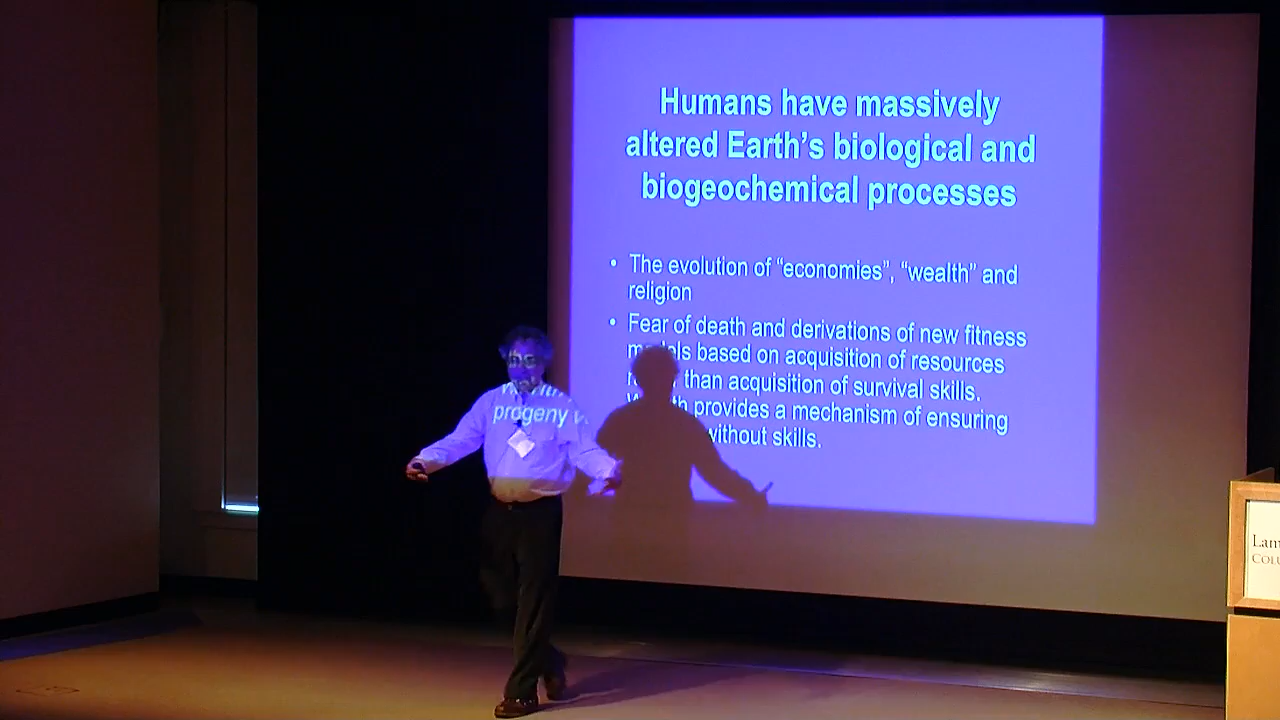 Humans have massively
altered Earth's biological and
biogeochemical processes
• The evolution of “economies”, “wealth” and
religion
• Fear of death and derivations of new fitness
based on acquisition of resources
than acquisition of survival skills.
provides a mechanism of ensuring
progeny without skills.
Lam
COLU